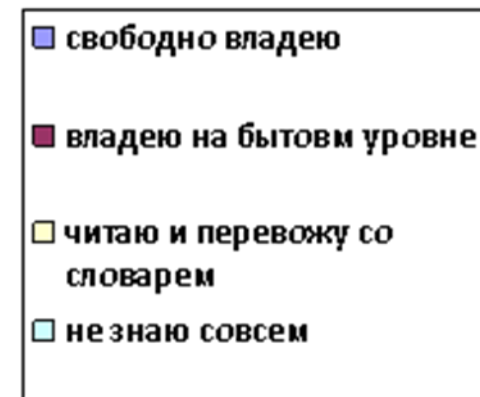 свободно владею
владею на бытовм уровне
читаю и перевожу со
словарем
не знаю совсем